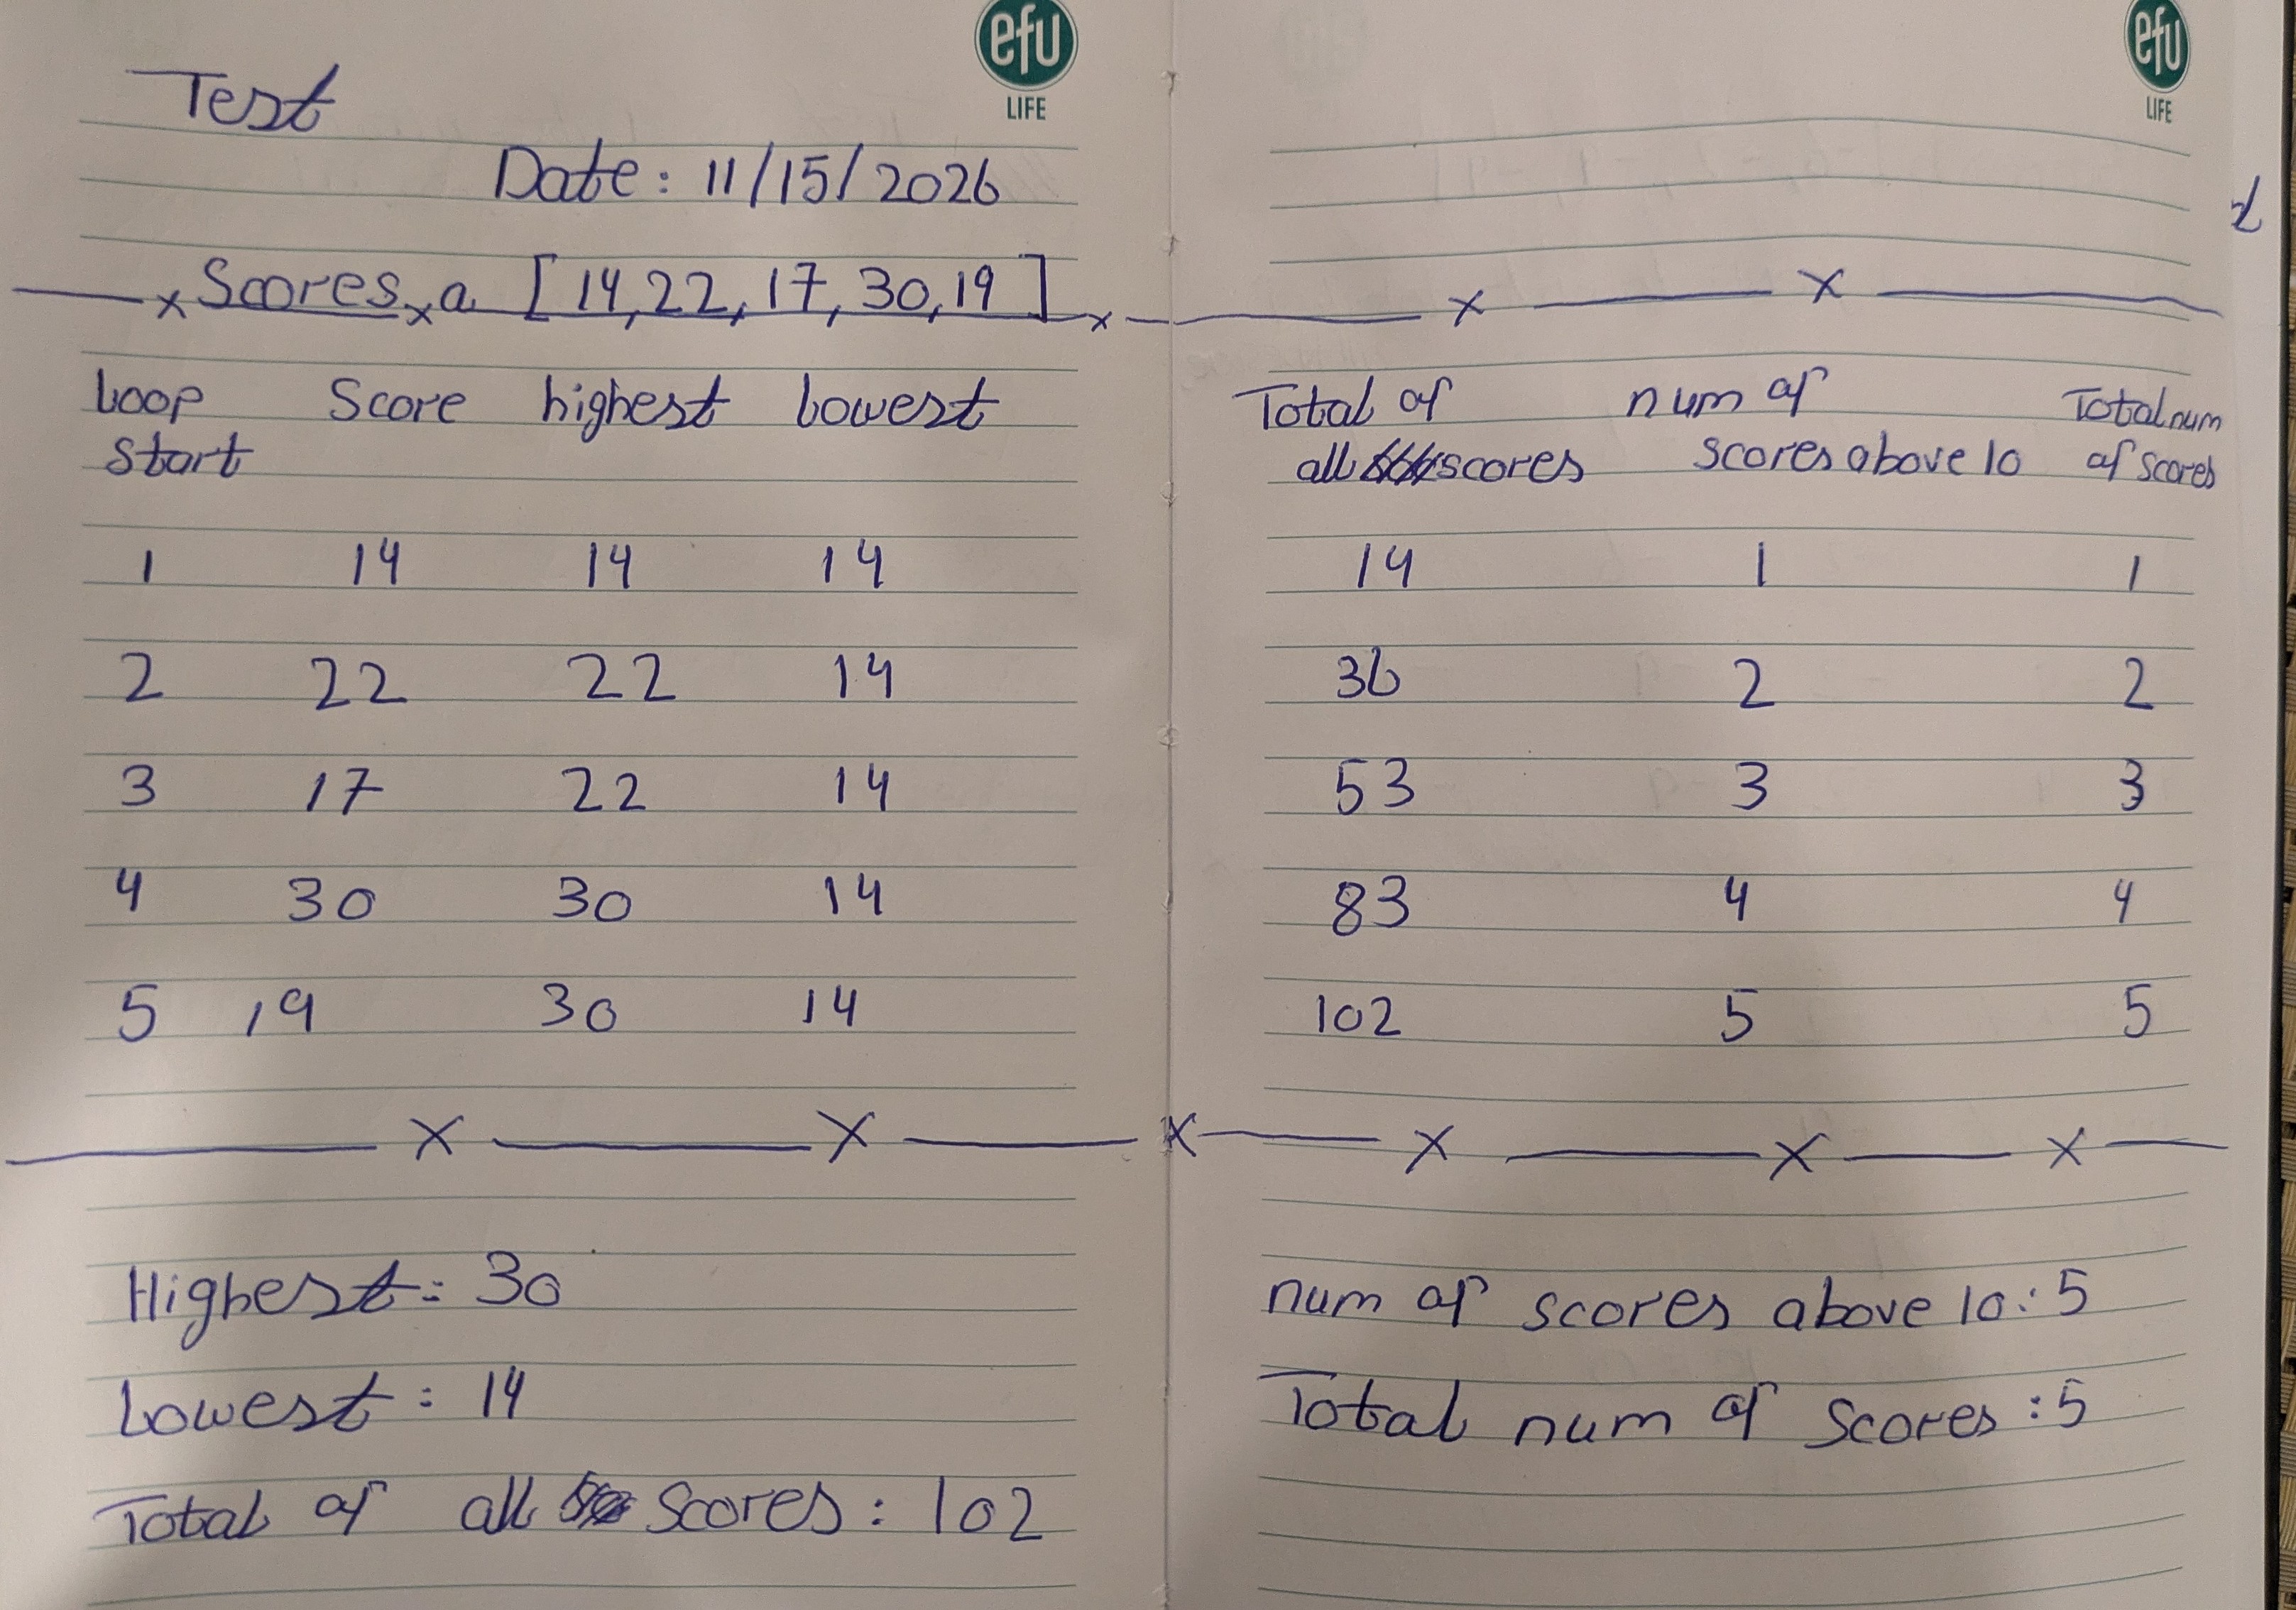 efu
LIFE
Test
Date: 11/15/2026
x Scores x a [14,22,17,30,19] x
Loop Score highest Lowest
Start
1 14 14 14
2 22 22 14
3 17 22 14
4 30 30 14
5 19 30 14
x x x
Highest: 30
Lowest: 14
Total of all Scores: 102
efu
LIFE
x x
Total of num of Total num
all scores scores above 10 of scores
14 1 1
36 2 2
53 3 3
83 4 4
102 5 5
x x x
num of scores above 10: 5
Total num of Scores: 5